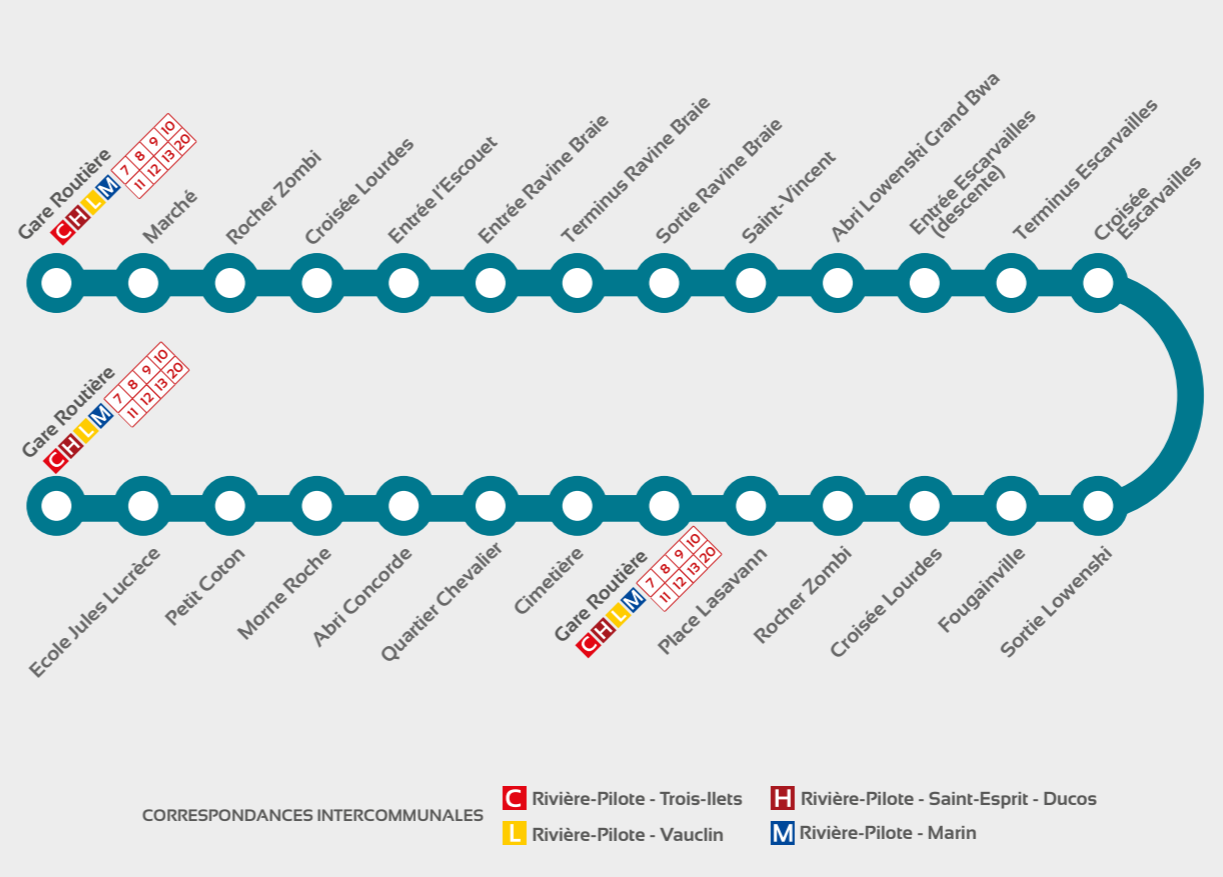 Gare Routière
C H L M
7 8 9 10
11 12 13 20
Marché
Rocher Zombi
Croisée Lourdes
Entrée l'Escouet
Entrée Ravine Braie
Terminus Ravine Braie
Sortie Ravine Braie
Saint-Vincent
Abri Lowenski Grand Bwa
Entrée Escarvailles
(descente)
Terminus Escarvailles
Croisée
Escarvailles
Gare Routière
C H L M
7 8 9 10
11 12 13 20
Ecole Jules Lucrèce
Petit Coton
Morne Roche
Abri Concorde
Quartier Chevalier
Cimetière
Gare Routière
C H L M
7 8 9 10
11 12 13 20
Place Lasavann
Rocher Zombi
Croisée Lourdes
Fougainville
Sortie Lowenski
CORRESPONDANCES INTERCOMMUNALES
C Rivière-Pilote - Trois-Ilets
H Rivière-Pilote - Saint-Esprit - Ducos
L Rivière-Pilote - Vauclin
M Rivière-Pilote - Marin